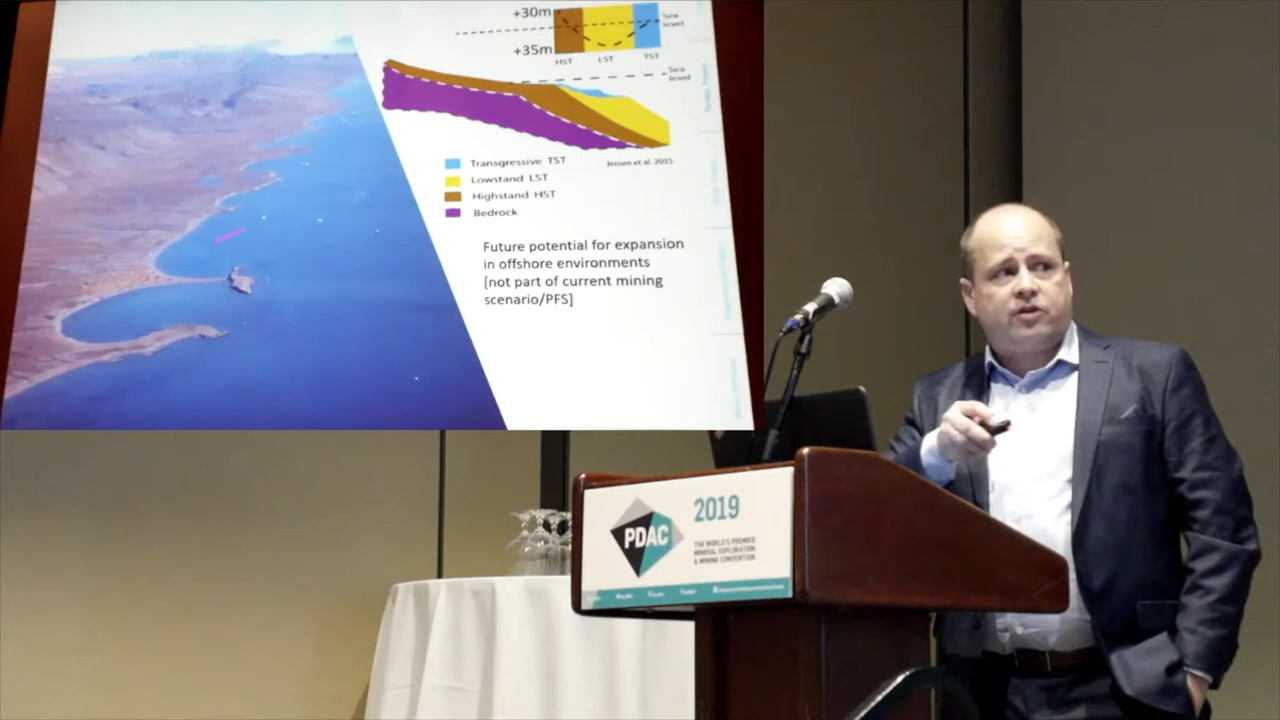 +30m
Sea
level
+35m
HST
LST
TST
Sea
level
Transgressive TST
Jensen et al. 2015
Lowstand LST
Highstand HST
Bedrock
Future potential for expansion
in offshore environments
[not part of current mining
scenario/PFS]
PDAC
2019
THE WORLD'S PREMIER
MINERAL EXPLORATION
& MINING CONVENTION